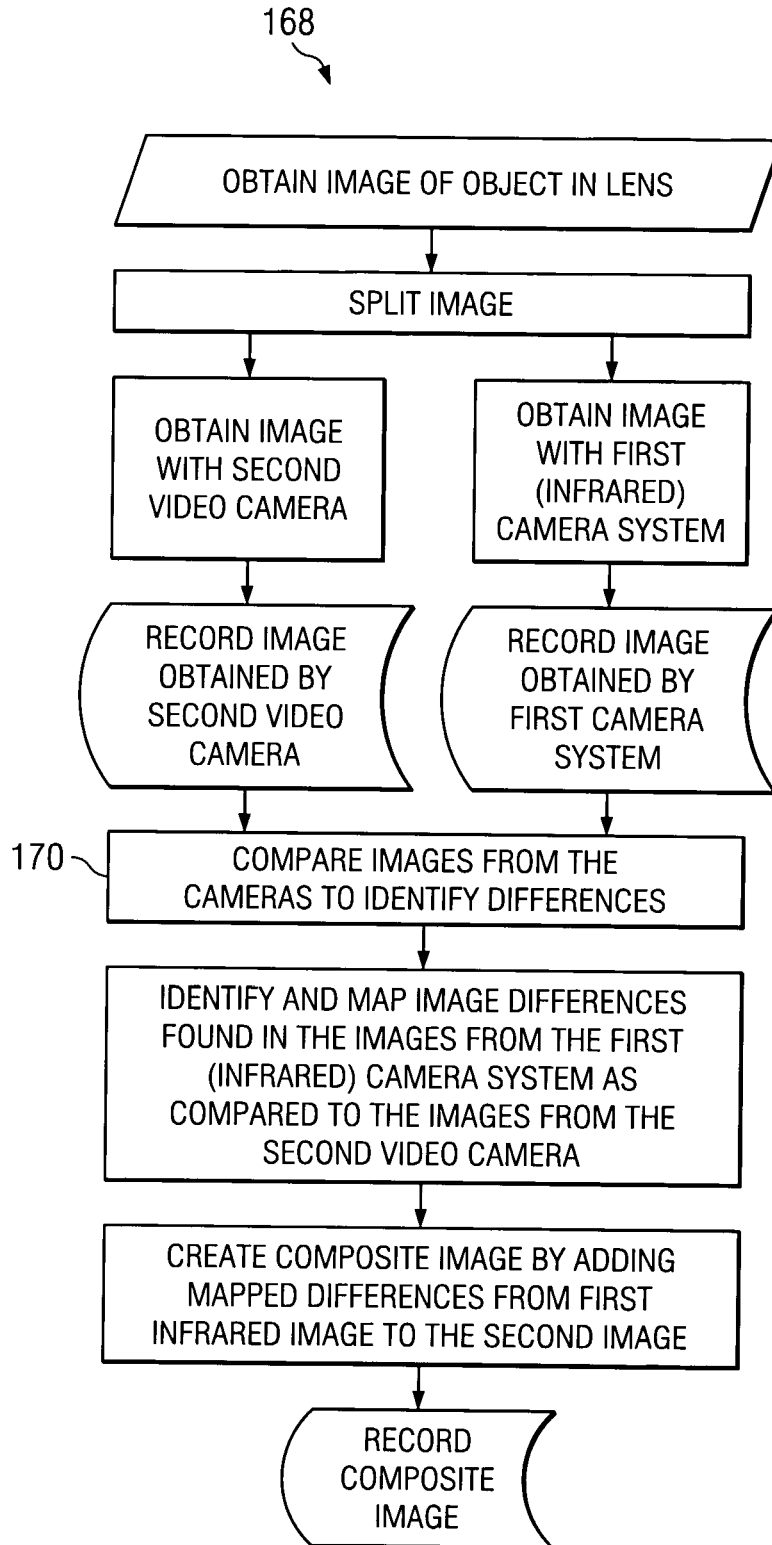 168
OBTAIN IMAGE OF OBJECT IN LENS
SPLIT IMAGE
OBTAIN IMAGE
WITH SECOND
VIDEO CAMERA
OBTAIN IMAGE
WITH FIRST
(INFRARED)
CAMERA SYSTEM
RECORD IMAGE
OBTAINED BY
SECOND VIDEO
CAMERA
RECORD IMAGE
OBTAINED BY
FIRST CAMERA
SYSTEM
170
COMPARE IMAGES FROM THE
CAMERAS TO IDENTIFY DIFFERENCES
IDENTIFY AND MAP IMAGE DIFFERENCES
FOUND IN THE IMAGES FROM THE FIRST
(INFRARED) CAMERA SYSTEM AS
COMPARED TO THE IMAGES FROM THE
SECOND VIDEO CAMERA
CREATE COMPOSITE IMAGE BY ADDING
MAPPED DIFFERENCES FROM FIRST
INFRARED IMAGE TO THE SECOND IMAGE
RECORD
COMPOSITE
IMAGE